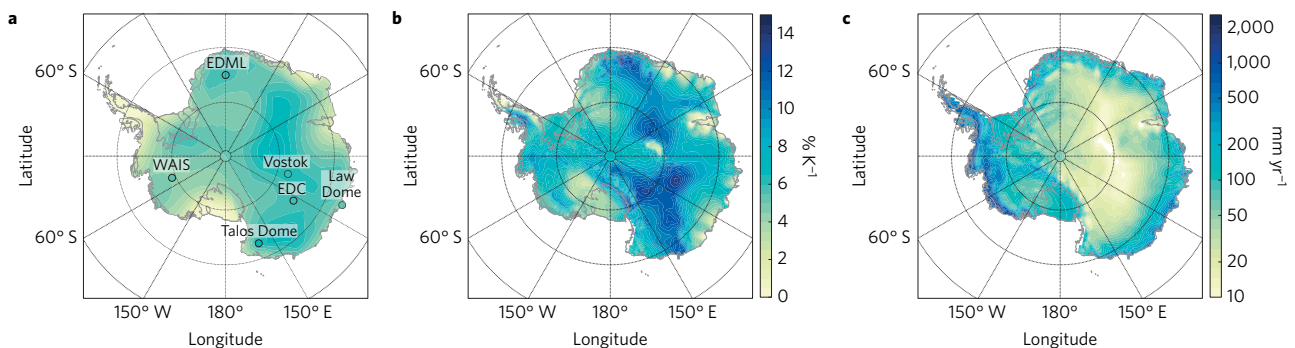 a
60° S
60° S
Latitude
EDML
WAIS
Vostok
EDC
Law
Dome
Talos Dome
150° W
180°
150° E
Longitude
b
60° S
60° S
Latitude
150° W
180°
150° E
Longitude
14
12
10
8
6
4
2
0
% K⁻¹
c
60° S
60° S
Latitude
150° W
180°
150° E
Longitude
2,000
1,000
500
200
100
50
20
10
mm yr⁻¹